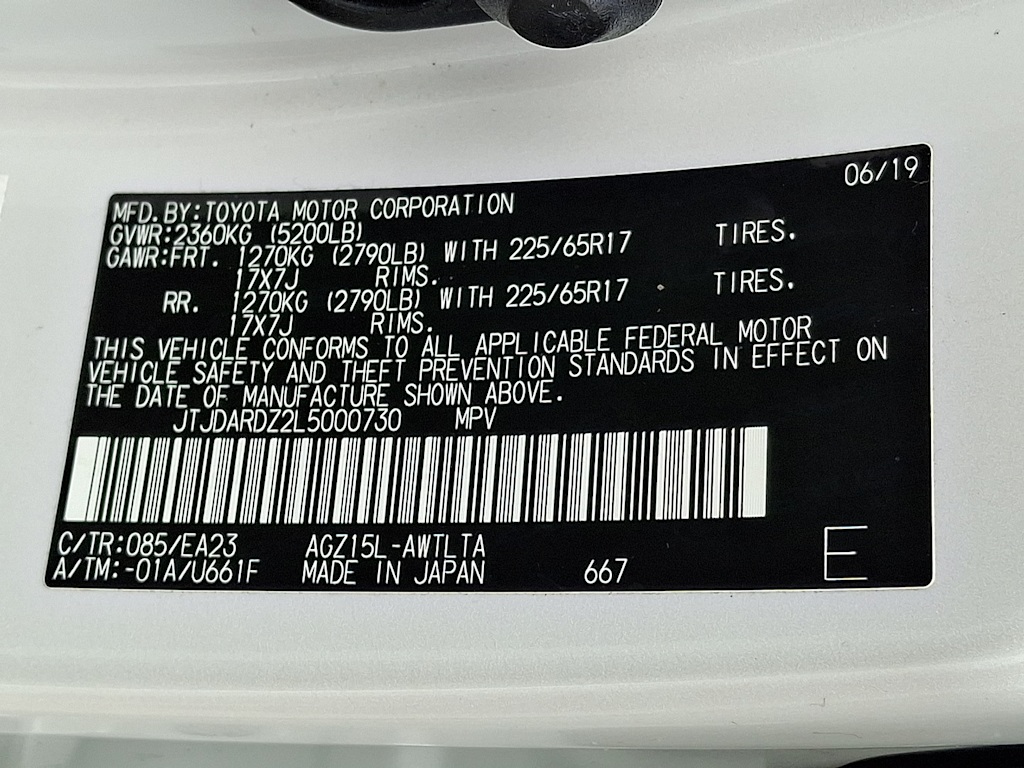 06/19
MFD.BY:TOYOTA MOTOR CORPORATION
GVWR:2360KG (5200LB)
GAWR:FRT. 1270KG (2790LB) WITH 225/65R17 TIRES.
17X7J RIMS.
RR. 1270KG (2790LB) WITH 225/65R17 TIRES.
17X7J RIMS.
THIS VEHICLE CONFORMS TO ALL APPLICABLE FEDERAL MOTOR
VEHICLE SAFETY AND THEFT PREVENTION STANDARDS IN EFFECT ON
THE DATE OF MANUFACTURE SHOWN ABOVE.
JTJDARDZ2L5000730 MPV
C/TR:085/EA23 AGZ15L-AWTLTA
A/TM:-01A/U661F MADE IN JAPAN 667 E